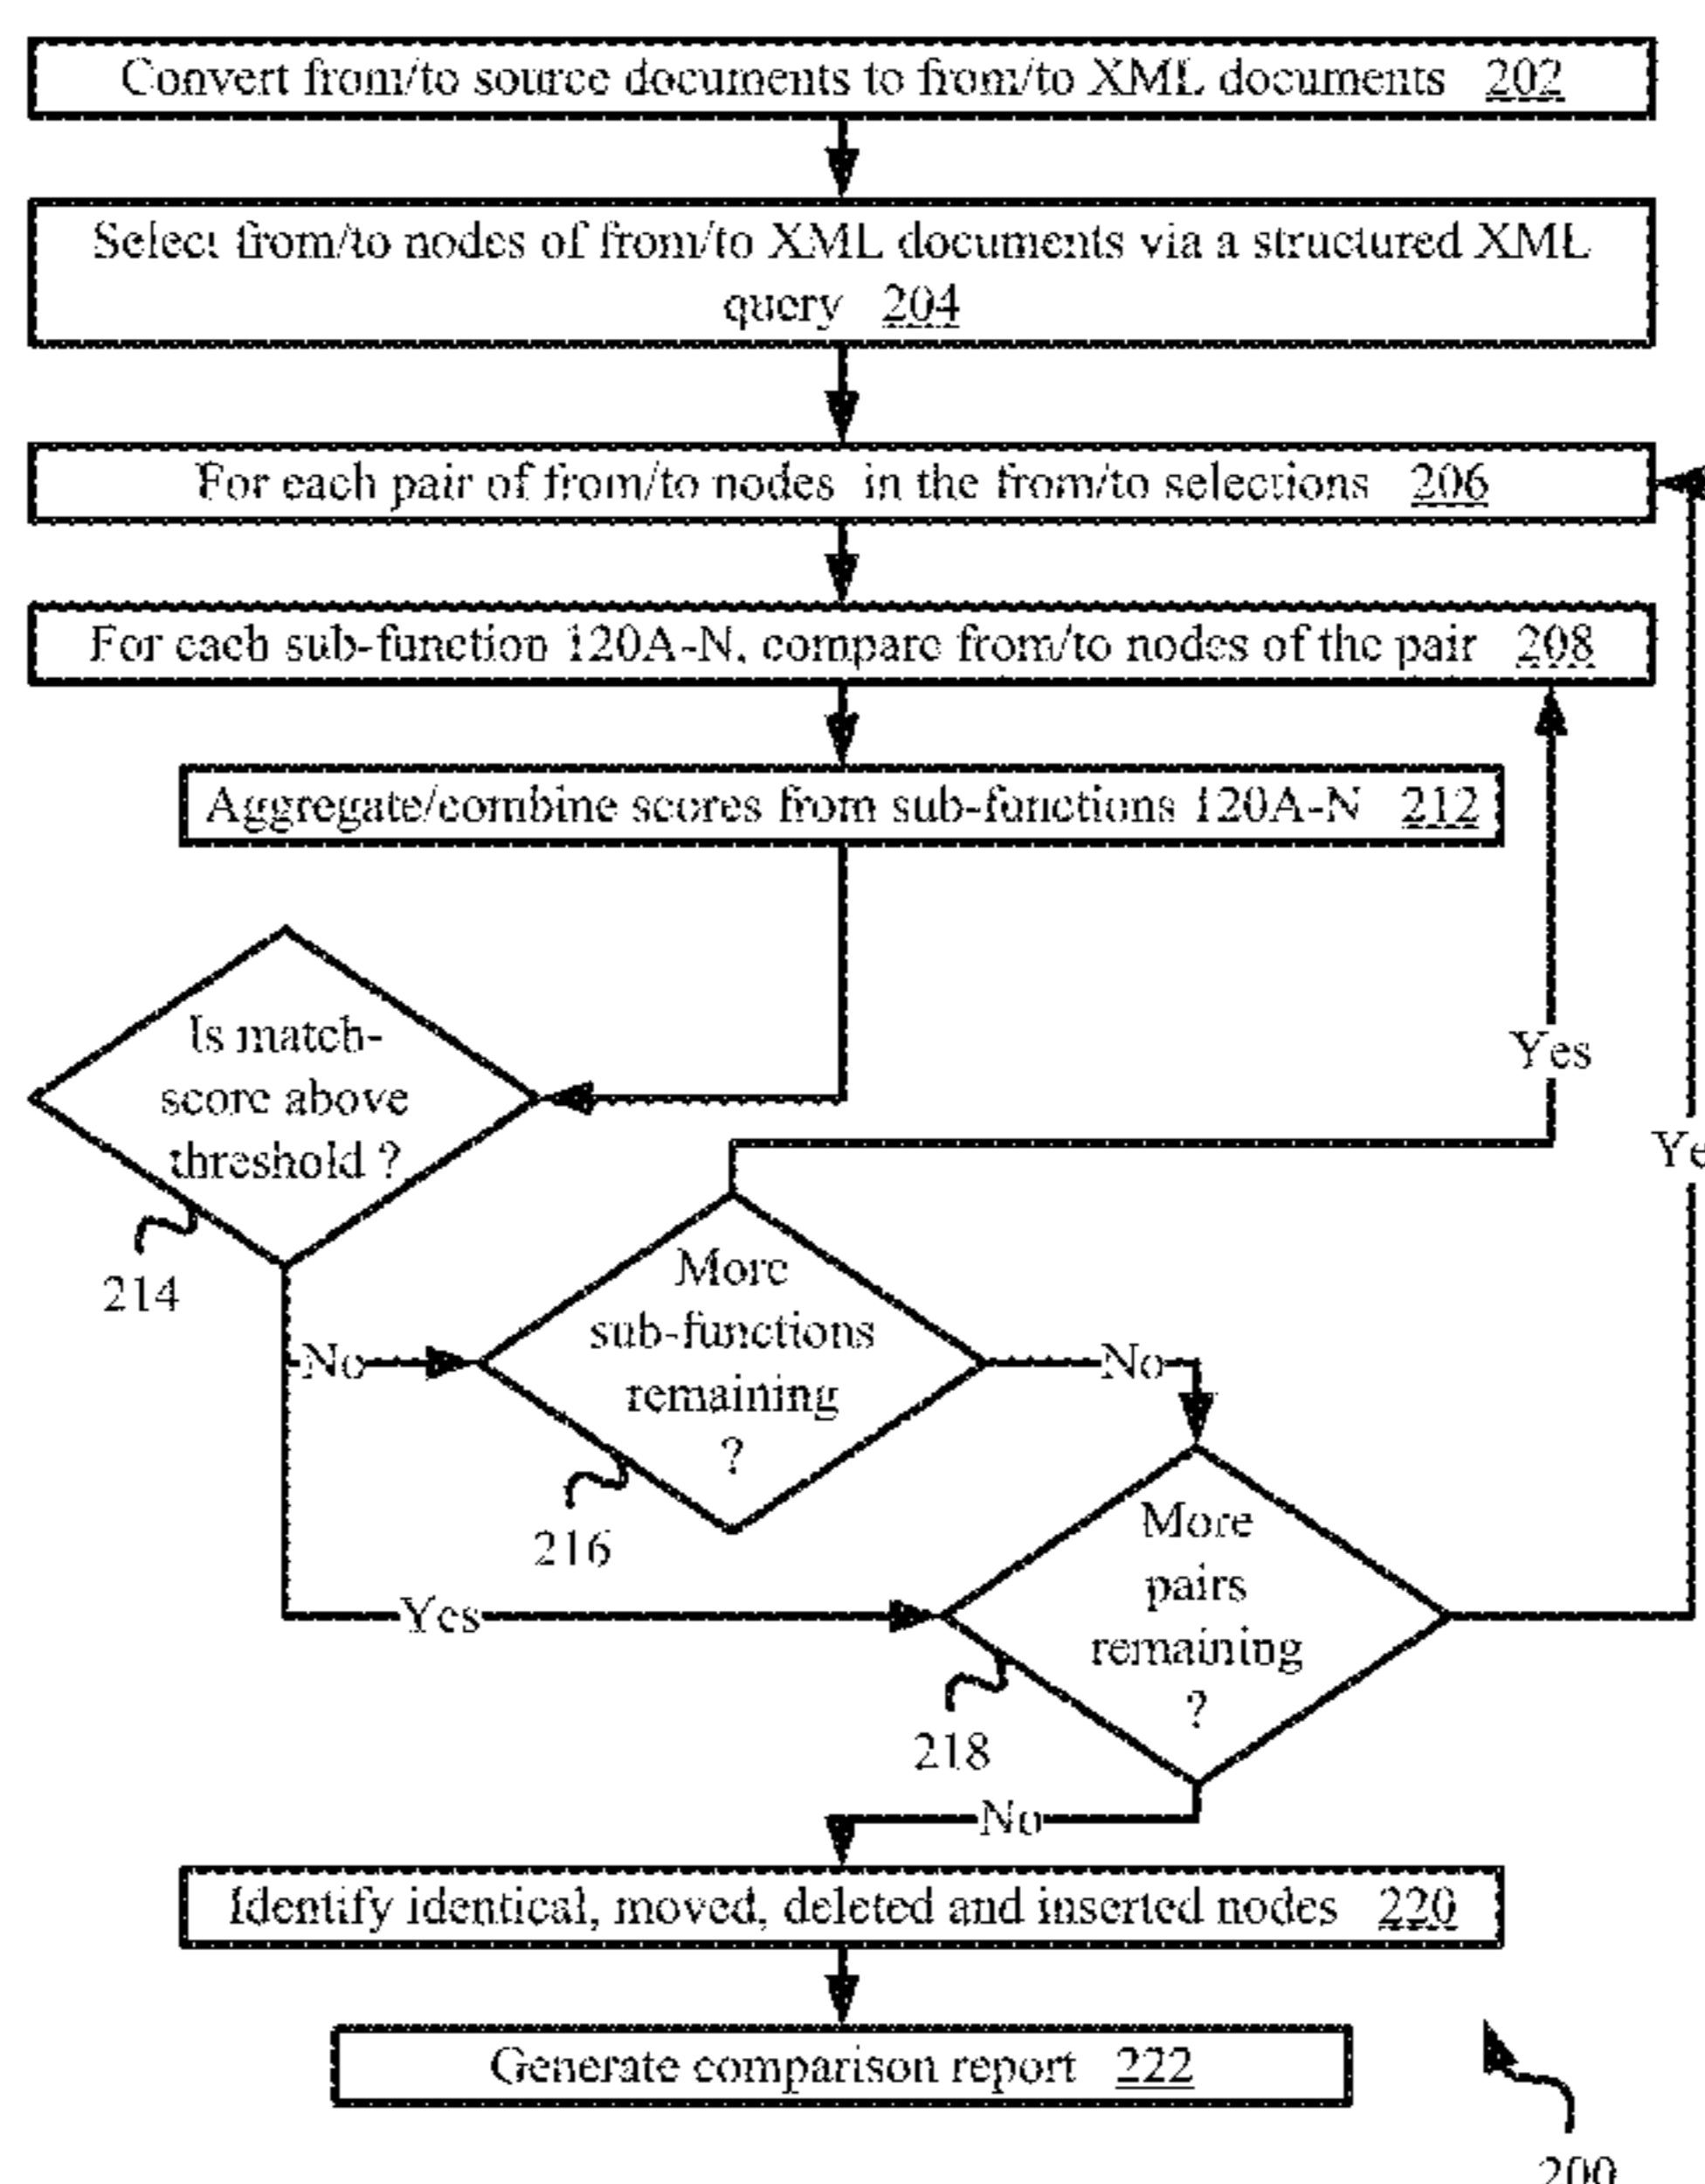 Convert from/to source documents to from/to XML documents 202
Select from/to nodes of from/to XML documents via a structured XML
query 204
For each pair of from/to nodes in the from/to selections 206
For each sub-function 120A-N, compare from/to nodes of the pair 208
Aggregate/combine scores from sub-functions 120A-N 212
Is match-
score above
threshold ?
214
Yes
Ye
No
More
sub-functions
remaining
?
216
No
Yes
More
pairs
remaining
?
218
No
Identify identical, moved, deleted and inserted nodes 220
Generate comparison report 222
200